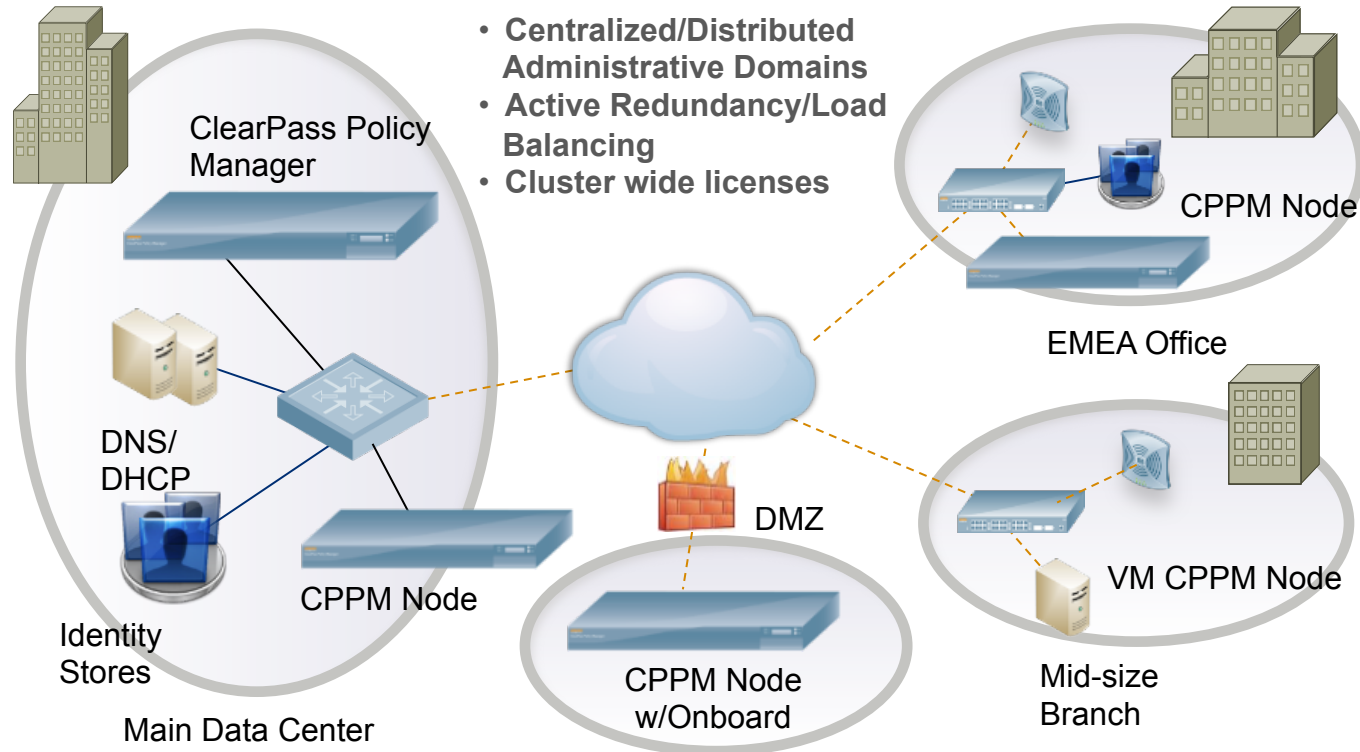 • Centralized/Distributed
Administrative Domains
• Active Redundancy/Load
Balancing
• Cluster wide licenses
ClearPass Policy
Manager
DNS/
DHCP
CPPM Node
Identity
Stores
Main Data Center
DMZ
CPPM Node
w/Onboard
CPPM Node
EMEA Office
VM CPPM Node
Mid-size
Branch